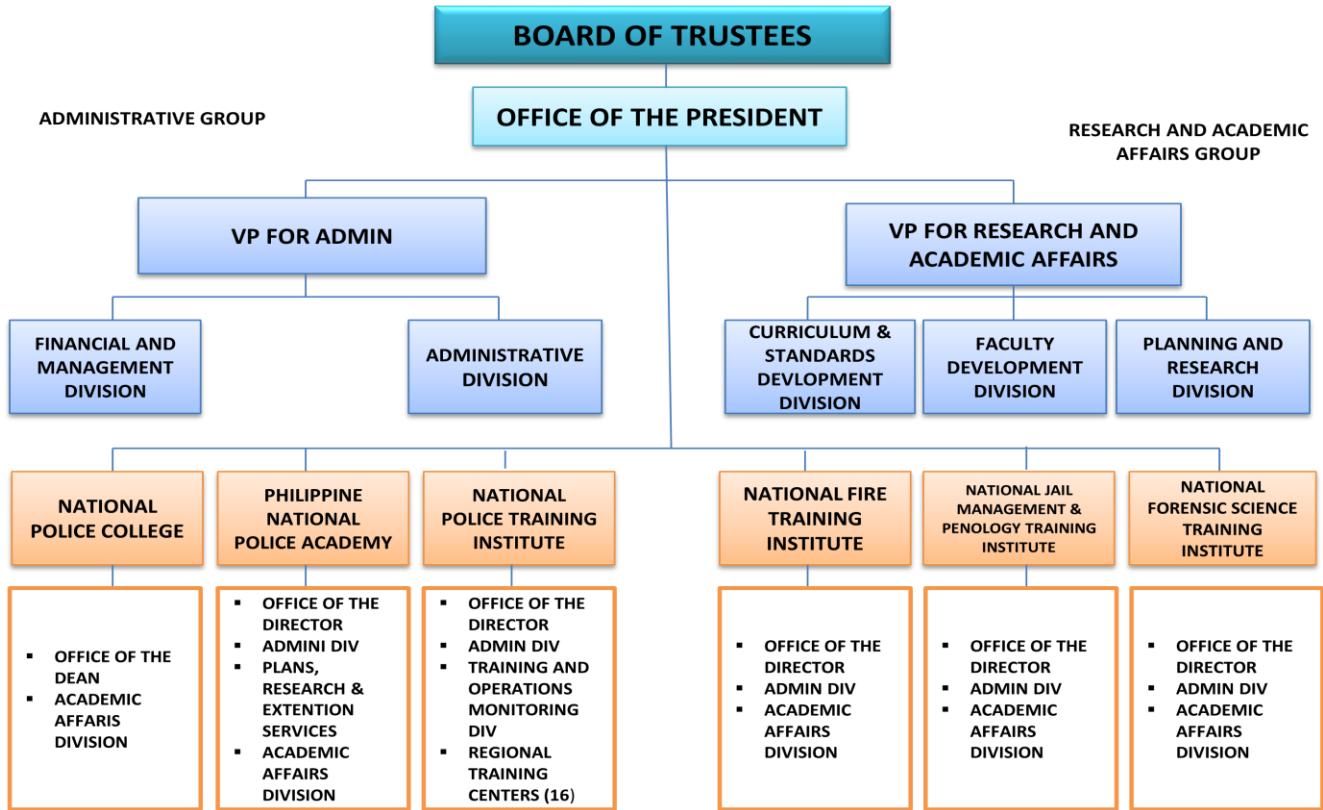 BOARD OF TRUSTEES
OFFICE OF THE PRESIDENT
ADMINISTRATIVE GROUP
RESEARCH AND ACADEMIC
AFFAIRS GROUP
VP FOR ADMIN
VP FOR RESEARCH AND
ACADEMIC AFFAIRS
FINANCIAL AND
MANAGEMENT
DIVISION
ADMINISTRATIVE
DIVISION
CURRICULUM &
STANDARDS
DEVLOPMENT
DIVISION
FACULTY
DEVELOPMENT
DIVISION
PLANNING AND
RESEARCH
DIVISION
NATIONAL
POLICE COLLEGE
PHILIPPINE
NATIONAL
POLICE ACADEMY
NATIONAL
POLICE TRAINING
INSTITUTE
NATIONAL FIRE
TRAINING
INSTITUTE
NATIONAL JAIL
MANAGEMENT &
PENOLOGY TRAINING
INSTITUTE
NATIONAL
FORENSIC SCIENCE
TRAINING
INSTITUTE
▪ OFFICE OF THE
DEAN
▪ ACADEMIC
AFFARIS
DIVISION
▪ OFFICE OF THE
DIRECTOR
▪ ADMINI DIV
▪ PLANS,
RESEARCH &
EXTENTION
SERVICES
▪ ACADEMIC
AFFAIRS
DIVISION
▪ OFFICE OF THE
DIRECTOR
▪ ADMIN DIV
▪ TRAINING AND
OPERATIONS
MONITORING
DIV
▪ REGIONAL
TRAINING
CENTERS (16)
▪ OFFICE OF THE
DIRECTOR
▪ ADMIN DIV
▪ ACADEMIC
AFFAIRS
DIVISION
▪ OFFICE OF THE
DIRECTOR
▪ ADMIN DIV
▪ ACADEMIC
AFFAIRS
DIVISION
▪ OFFICE OF THE
DIRECTOR
▪ ADMIN DIV
▪ ACADEMIC
AFFAIRS
DIVISION